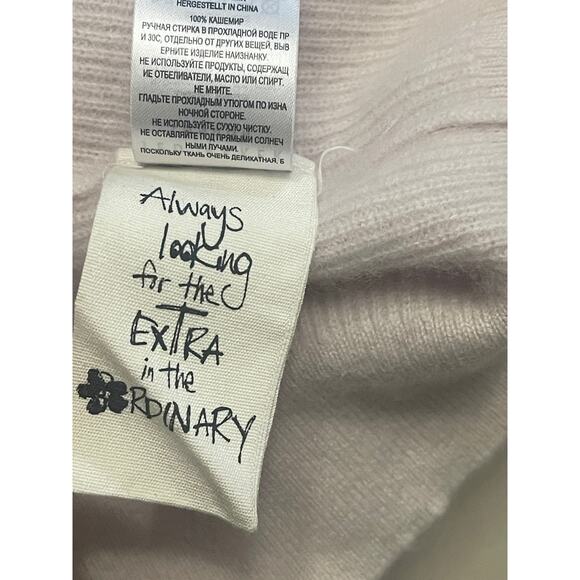 HERGESTELLT IN CHINA
100% КАШЕМИР
РУЧНАЯ СТИРКА В ПРОХЛАДНОЙ ВОДЕ ПР
И 30С, ОТДЕЛЬНО ОТ ДРУГИХ ВЕЩЕЙ, ВЫВ
ЕРНИТЕ ИЗДЕЛИЕ НАИЗНАНКУ.
НЕ ИСПОЛЬЗУЙТЕ ПРОДУКТЫ, СОДЕРЖАЩ
ИЕ ОТБЕЛИВАТЕЛИ, МАСЛО ИЛИ СПИРТ.
НЕ МНИТЕ.
ГЛАДЬТЕ ПРОХЛАДНЫМ УТЮГОМ ПО ИЗНА
НОЧНОЙ СТОРОНЕ.
НЕ ИСПОЛЬЗУЙТЕ СУХУЮ ЧИСТКУ.
НЕ ОСТАВЛЯЙТЕ ПОД ПРЯМЫМИ СОЛНЕЧ
НЫМИ ЛУЧАМИ.
ПОСКОЛЬКУ ТКАНЬ ОЧЕНЬ ДЕЛИКАТНАЯ, Б
Always
looking
for the
EXTRA
in the
ORDINARY